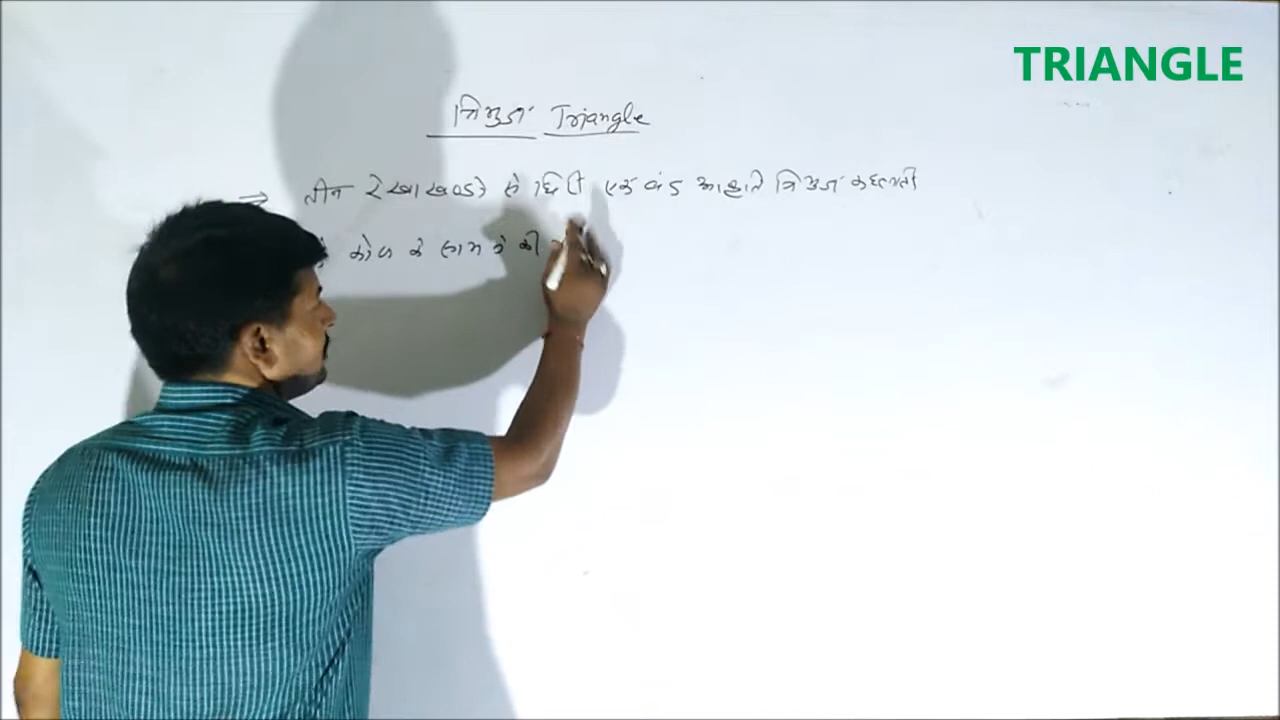 TRIANGLE
त्रिभुज Triangle
⇒ तीन रेखाखण्डो से घिरी एक बंद आकृति त्रिभुज कहलाती
कोण के सामने की